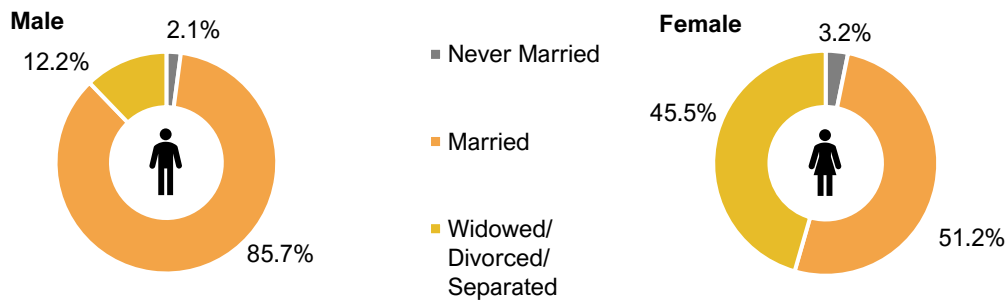 Male
2.1%
12.2%
85.7%
Never Married
Married
Widowed/
Divorced/
Separated
Female
3.2%
45.5%
51.2%